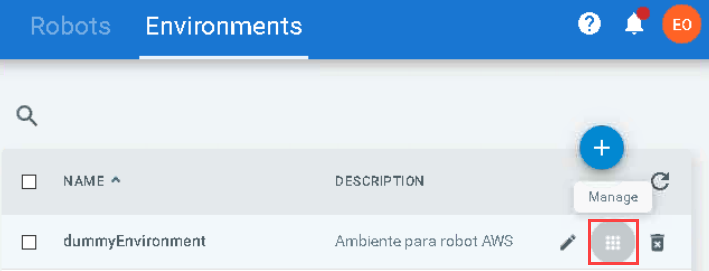 Robots Environments EO
NAME DESCRIPTION
Manage
dummyEnvironment Ambiente para robot AWS